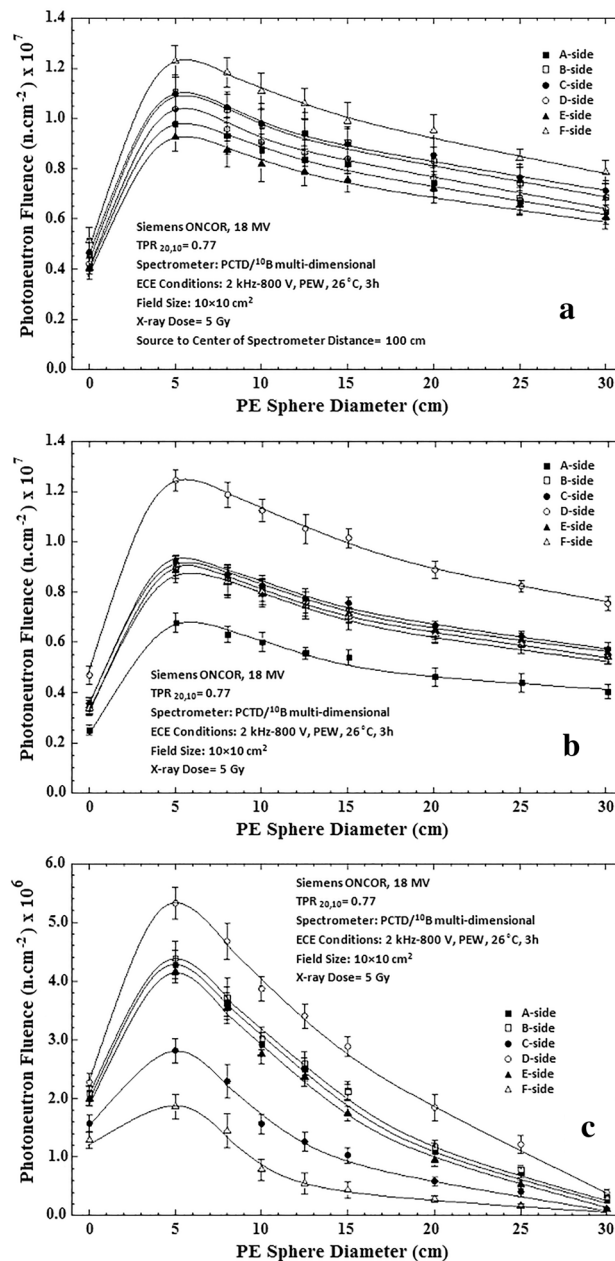 1.4
1.2
1.0
0.8
0.6
0.4
0.2
0.0
Photoneutron Fluence (n.cm⁻²) x 10⁷
A-side
B-side
C-side
D-side
E-side
F-side
Siemens ONCOR, 18 MV
TPR 20,10= 0.77
Spectrometer: PCTD/¹⁰B multi-dimensional
ECE Conditions: 2 kHz-800 V, PEW, 26°C, 3h
Field Size: 10×10 cm²
X-ray Dose= 5 Gy
Source to Center of Spectrometer Distance= 100 cm
a
0 5 10 15 20 25 30
PE Sphere Diameter (cm)
1.4
1.2
1.0
0.8
0.6
0.4
0.2
0.0
Photoneutron Fluence (n.cm⁻²) x 10⁷
A-side
B-side
C-side
D-side
E-side
F-side
Siemens ONCOR, 18 MV
TPR 20,10= 0.77
Spectrometer: PCTD/¹⁰B multi-dimensional
ECE Conditions: 2 kHz-800 V, PEW, 26°C, 3h
Field Size: 10×10 cm²
X-ray Dose= 5 Gy
b
0 5 10 15 20 25 30
PE Sphere Diameter (cm)
6.0
5.0
4.0
3.0
2.0
1.0
0.0
Photoneutron Fluence (n.cm⁻²) x 10⁶
Siemens ONCOR, 18 MV
TPR 20,10= 0.77
Spectrometer: PCTD/¹⁰B multi-dimensional
ECE Conditions: 2 kHz-800 V, PEW, 26°C, 3h
Field Size: 10×10 cm²
X-ray Dose= 5 Gy
A-side
B-side
C-side
D-side
E-side
F-side
c
0 5 10 15 20 25 30
PE Sphere Diameter (cm)